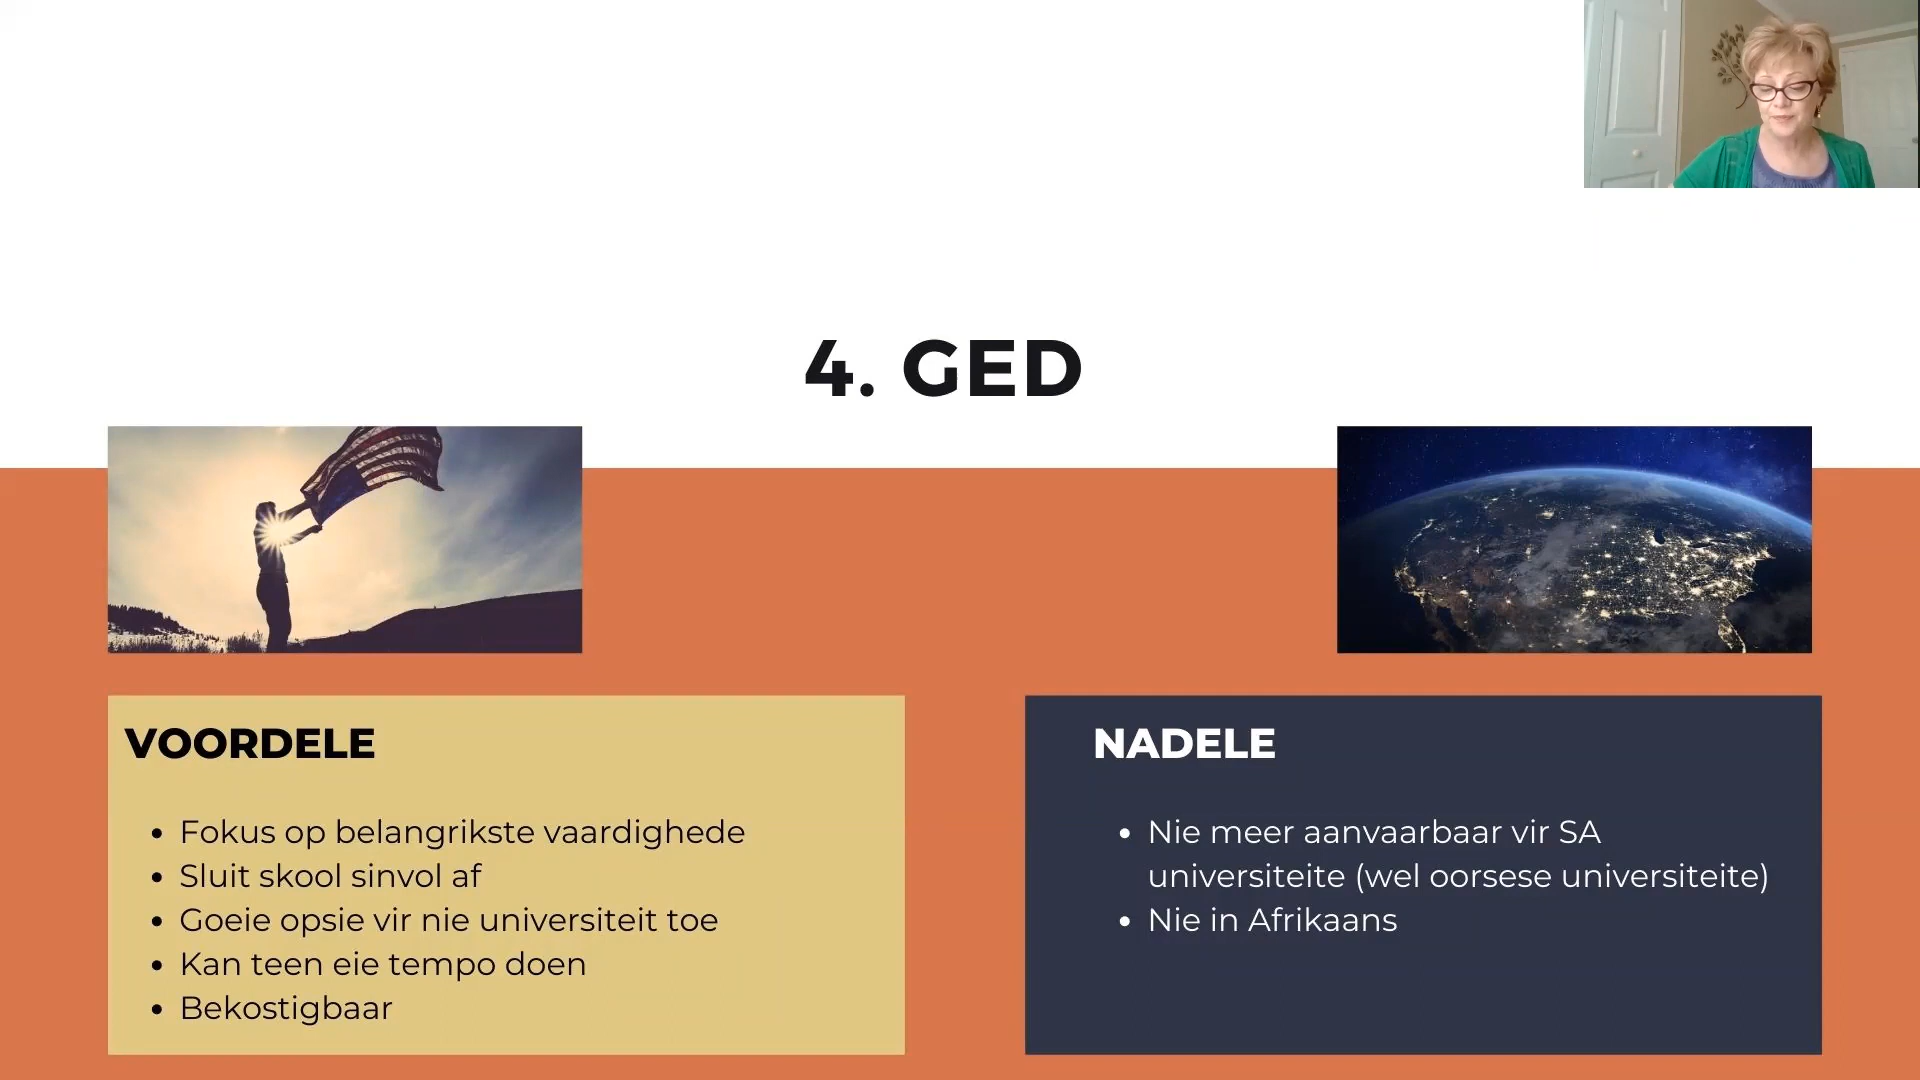 4. GED
VOORDELE
• Fokus op belangrikste vaardighede
• Sluit skool sinvol af
• Goeie opsie vir nie universiteit toe
• Kan teen eie tempo doen
• Bekostigbaar
NADELE
• Nie meer aanvaarbaar vir SA
universiteite (wel oorsese universiteite)
• Nie in Afrikaans